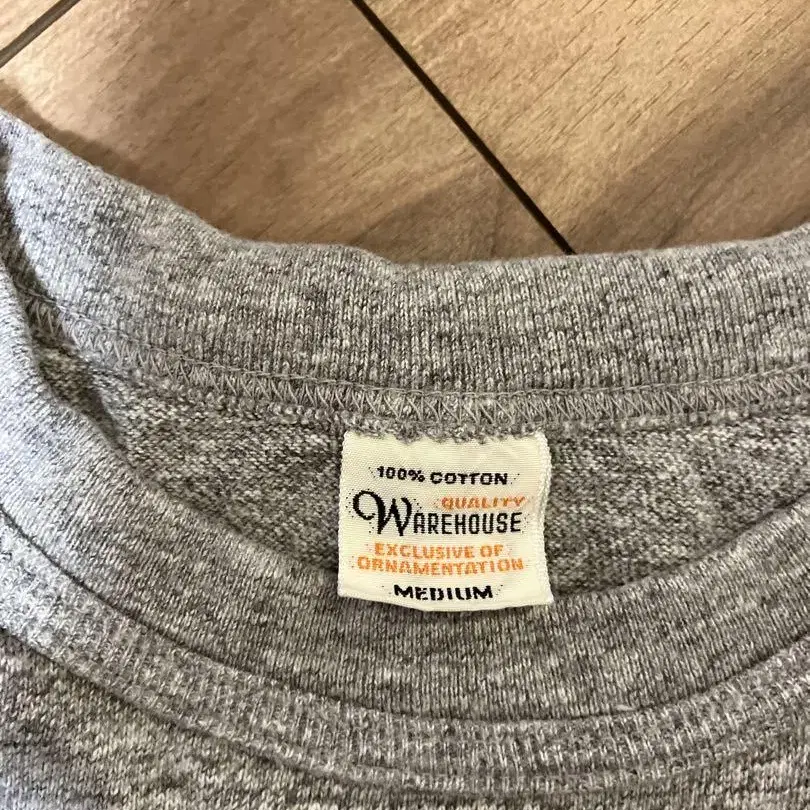 100% COTTON
QUALITY
WAREHOUSE
EXCLUSIVE OF
ORNAMENTATION
MEDIUM